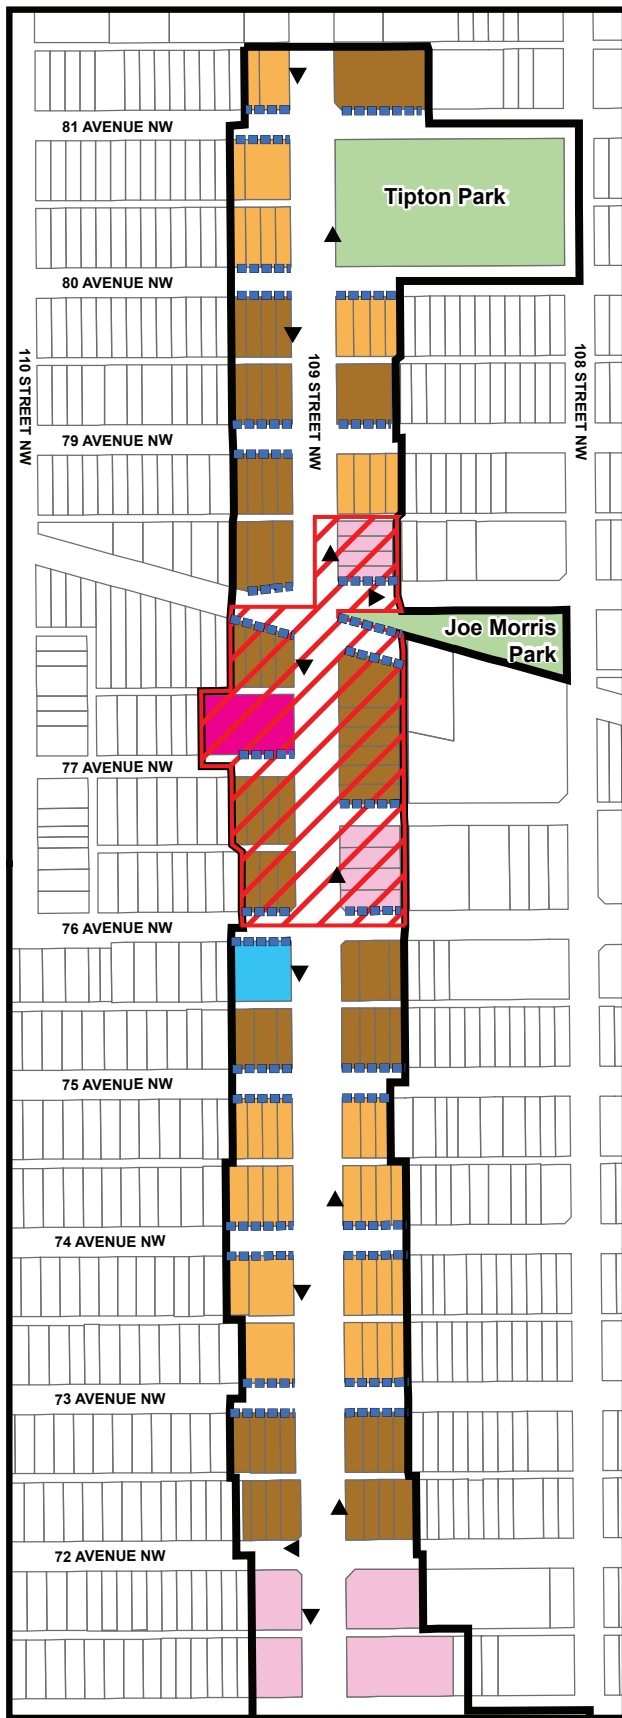 81 AVENUE NW
Tipton Park
80 AVENUE NW
110 STREET NW
109 STREET NW
108 STREET NW
79 AVENUE NW
Joe Morris
Park
77 AVENUE NW
76 AVENUE NW
75 AVENUE NW
74 AVENUE NW
73 AVENUE NW
72 AVENUE NW